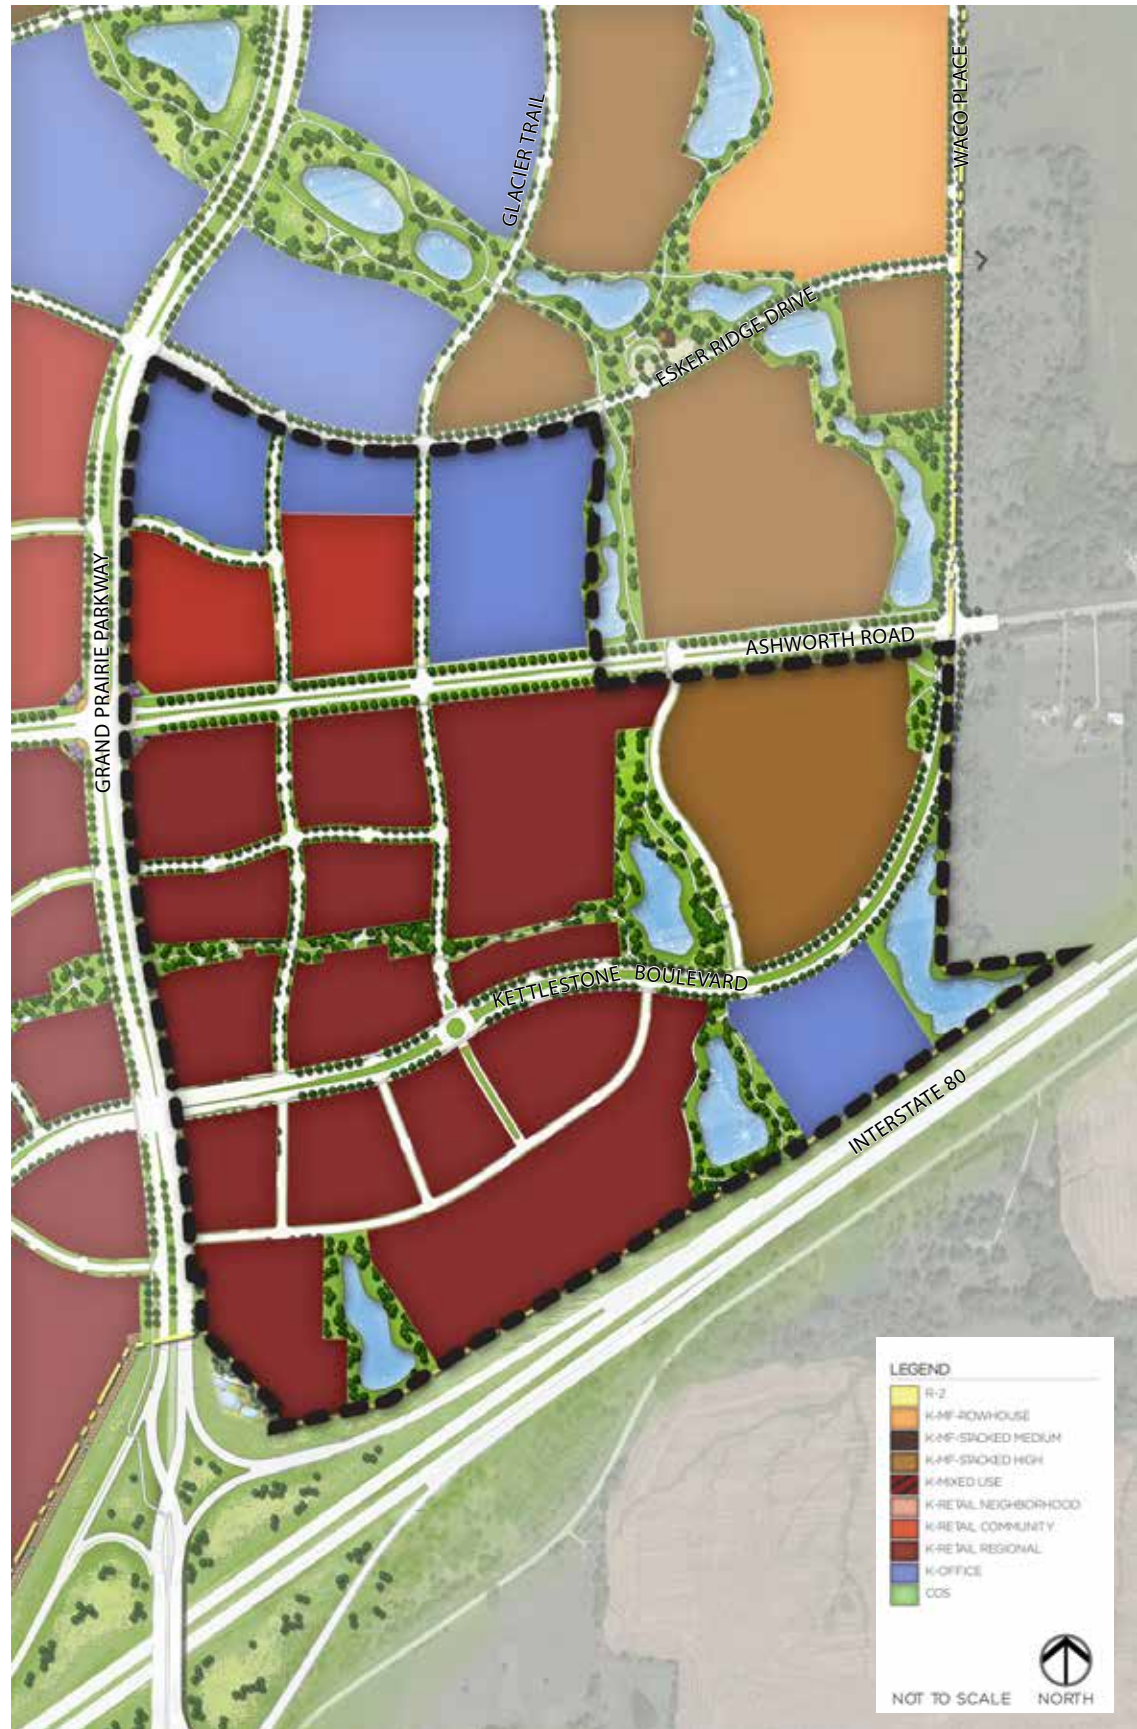 WACO PLACE
GLACIER TRAIL
ESKER RIDGE DRIVE
GRAND PRAIRIE PARKWAY
ASHWORTH ROAD
KETTLESTONE BOULEVARD
INTERSTATE 80
LEGEND
R-2
K-MF-ROWHOUSE
K-MF-STACKED MEDIUM
K-MF-STACKED HIGH
K-MIXED USE
K-RETAIL NEIGHBORHOOD
K-RETAIL COMMUNITY
K-RETAIL REGIONAL
K-OFFICE
COS
NOT TO SCALE
NORTH